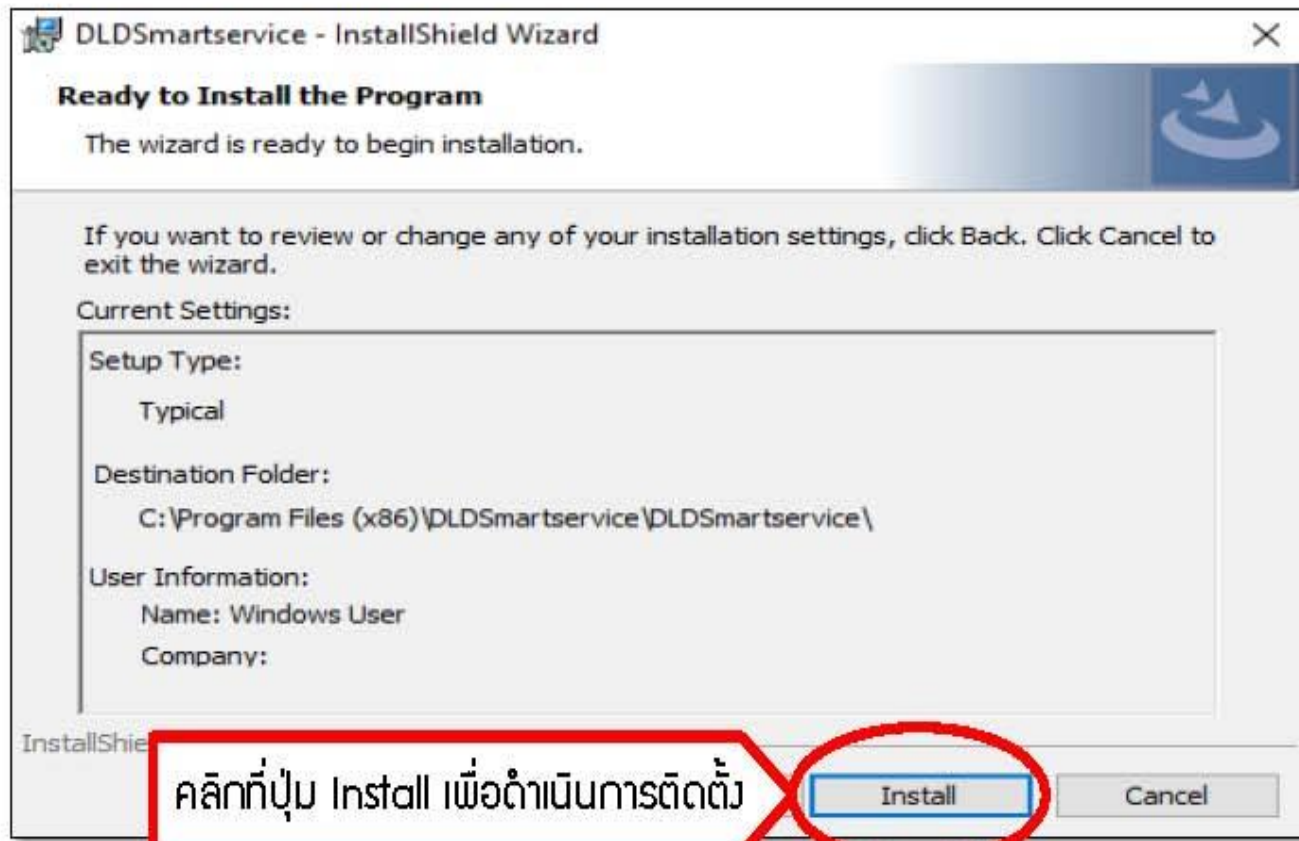 DLDSmartservice - InstallShield Wizard
Ready to Install the Program
The wizard is ready to begin installation.
If you want to review or change any of your installation settings, click Back. Click Cancel to
exit the wizard.
Current Settings:
Setup Type:
Typical
Destination Folder:
C:\Program Files (x86)\DLDSmartservice\DLDSmartservice\
User Information:
Name: Windows User
Company:
InstallShie
คลิกที่ปุ่ม Install เพื่อดำเนินการติดตั้ง
Install
Cancel